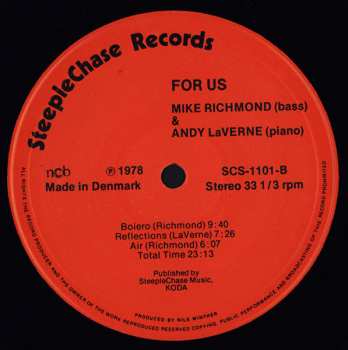 SteepleChase Records
FOR US
MIKE RICHMOND (bass)
&
ANDY LaVERNE (piano)
ncb
℗ 1978
Made in Denmark
SCS-1101-B
Stereo 33 1/3 rpm
Bolero (Richmond) 9:40
Reflections (LaVerne) 7:26
Air (Richmond) 6:07
Total Time 23:13
Published by
SteepleChase Music,
KODA
PRODUCED BY NILS WINTHER
ALL RIGHTS THE RECORD PRODUCER AND THE OWNER OF THE WORK REPRODUCED RESERVED COPYING, PUBLIC PERFORMANCE AND BROADCASTING OF THIS RECORD PROHIBITED.